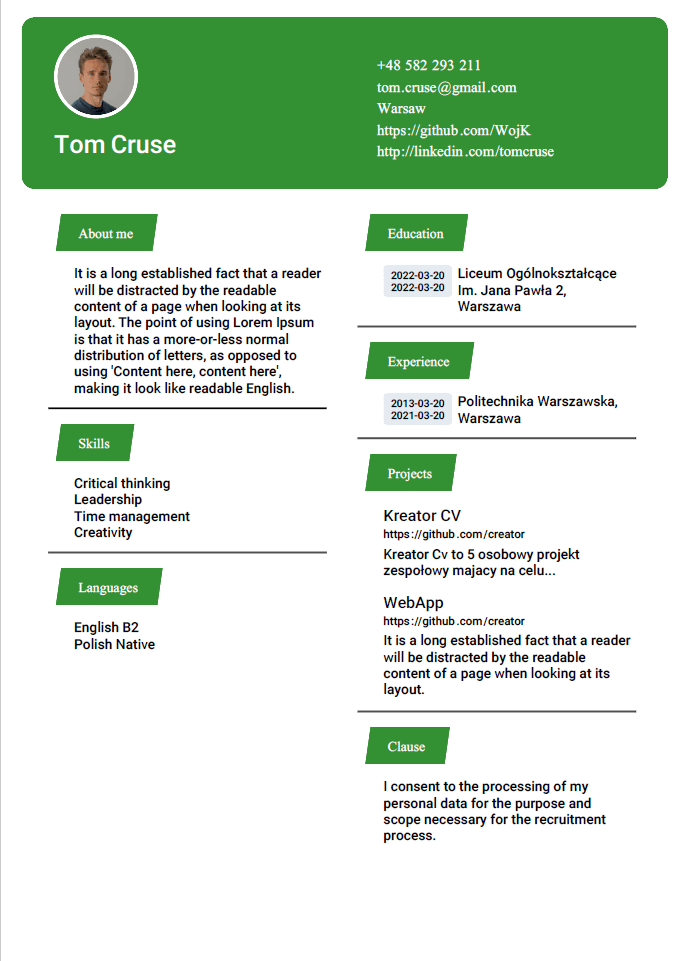 Tom Cruse
+48 582 293 211
tom.cruse@gmail.com
Warsaw
https://github.com/WojK
http://linkedin.com/tomcruse
About me
It is a long established fact that a reader
will be distracted by the readable
content of a page when looking at its
layout. The point of using Lorem Ipsum
is that it has a more-or-less normal
distribution of letters, as opposed to
using 'Content here, content here',
making it look like readable English.
Skills
Critical thinking
Leadership
Time management
Creativity
Languages
English B2
Polish Native
Education
2022-03-20
2022-03-20
Liceum Ogólnokształcące
Im. Jana Pawła 2,
Warszawa
Experience
2013-03-20
2021-03-20
Politechnika Warszawska,
Warszawa
Projects
Kreator CV
https://github.com/creator
Kreator Cv to 5 osobowy projekt
zespołowy majacy na celu...
WebApp
https://github.com/creator
It is a long established fact that a reader
will be distracted by the readable
content of a page when looking at its
layout.
Clause
I consent to the processing of my
personal data for the purpose and
scope necessary for the recruitment
process.